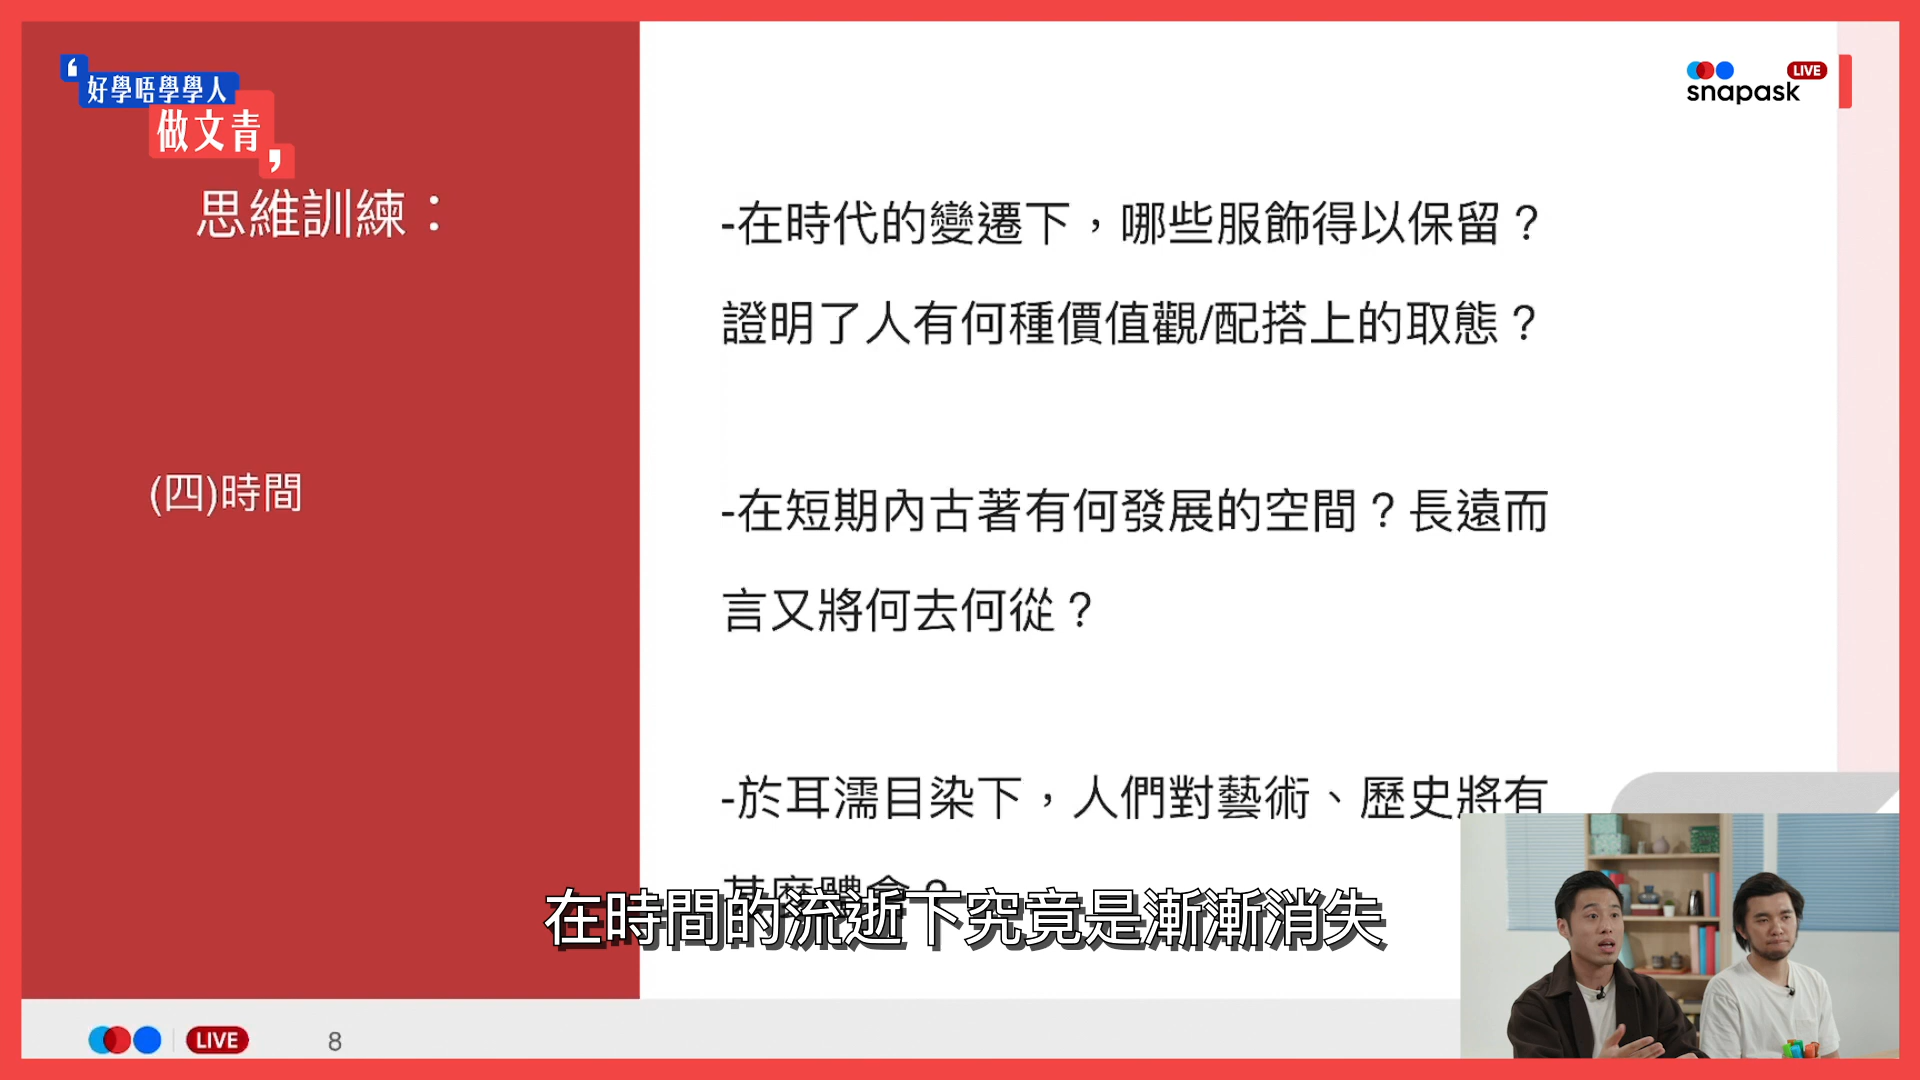 好學唔學學人
做文青
LIVE
snapask
思維訓練：
-在時代的變遷下，哪些服飾得以保留？
證明了人有何種價值觀/配搭上的取態？
(四)時間
-在短期內古著有何發展的空間？長遠而
言又將何去何從？
-於耳濡目染下，人們對藝術、歷史將有
甚麼體會？
在時間的流逝下究竟是漸漸消失
LIVE
8